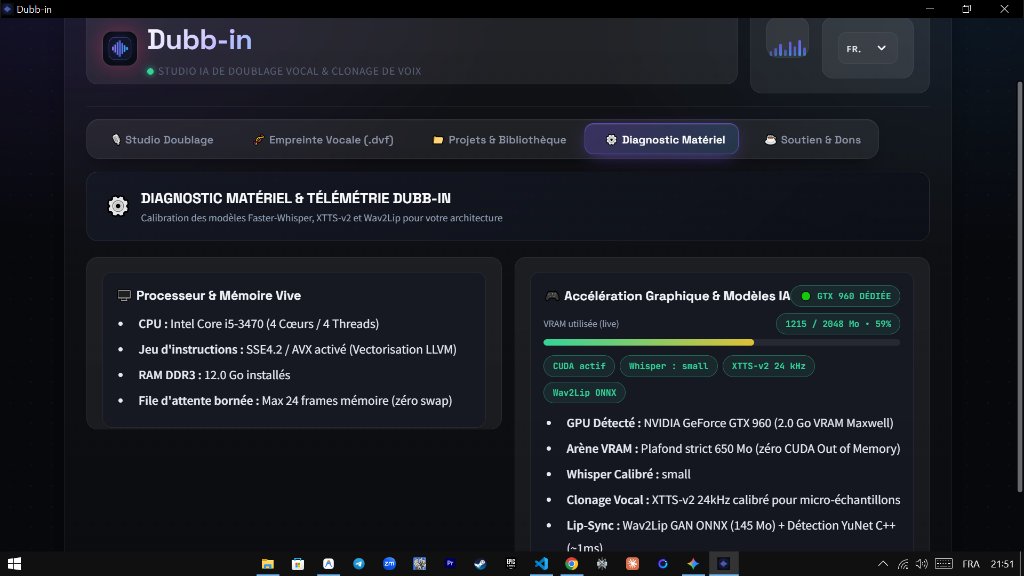 Dubb-in
Dubb-in
STUDIO IA DE DOUBLAGE VOCAL & CLONAGE DE VOIX
FR.
Studio Doublage
Empreinte Vocale (.dvf)
Projets & Bibliothèque
Diagnostic Matériel
Soutien & Dons
DIAGNOSTIC MATÉRIEL & TÉLÉMÉTRIE DUBB-IN
Calibration des modèles Faster-Whisper, XTTS-v2 et Wav2Lip pour votre architecture
Processeur & Mémoire Vive
• CPU : Intel Core i5-3470 (4 Cœurs / 4 Threads)
• Jeu d'instructions : SSE4.2 / AVX activé (Vectorisation LLVM)
• RAM DDR3 : 12.0 Go installés
• File d'attente bornée : Max 24 frames mémoire (zéro swap)
Accélération Graphique & Modèles IA
GTX 960 DÉDIÉE
VRAM utilisée (live)
1215 / 2048 Mo • 59%
CUDA actif
Whisper : small
XTTS-v2 24 kHz
Wav2Lip ONNX
• GPU Détecté : NVIDIA GeForce GTX 960 (2.0 Go VRAM Maxwell)
• Arène VRAM : Plafond strict 650 Mo (zéro CUDA Out of Memory)
• Whisper Calibré : small
• Clonage Vocal : XTTS-v2 24kHz calibré pour micro-échantillons
• Lip-Sync : Wav2Lip GAN ONNX (145 Mo) + Détection YuNet C++
(~1ms)
zm
Pr
FRA
21:51